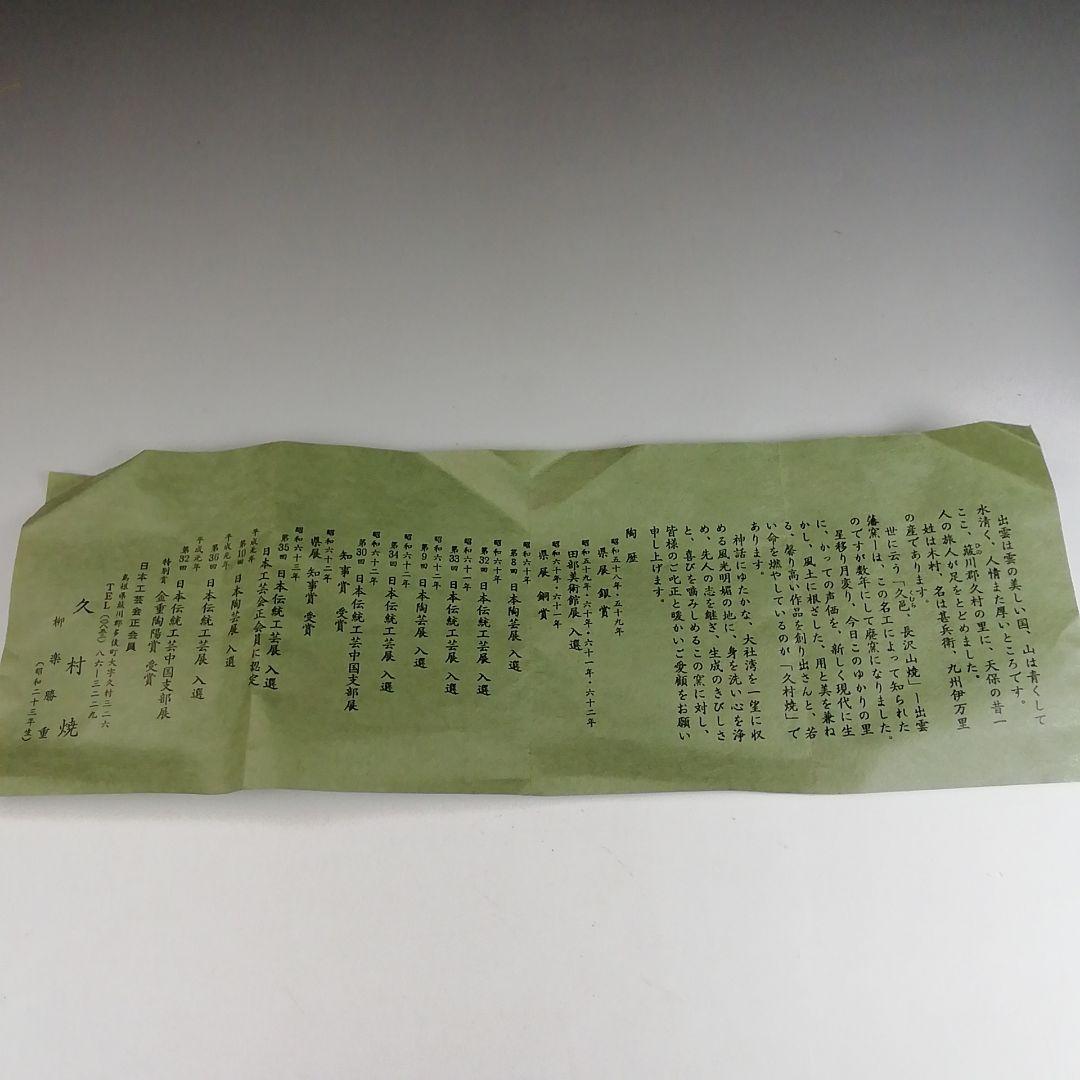 出雲は雲の美しい国、山は青くして
水清く、人情また厚いところです。
ここ、簸川郡久村の里に、天保の昔一
人の旅人が足をとどめました。
姓は木村 名は甚兵衛、九州伊万里
の産であります。
世に云う「久邑、長沢山焼」―出雲
藩窯―は、この名工によって知られた
のですが数年にして廃窯になりました。
星移り月変り、今日このゆかりの里
に、かっての声価を、新しく現代に生
かし、風土に根ざした、用と美を兼ね
る、馨り高い作品を創り出さんと、若
い命を燃やしているのが「久村焼」で
あります。
神話にゆたかな、大社湾を一望に収
める風光明媚の地に、身を洗い心を浄
め、先人の志を継ぎ、生成のきびしさ
と、喜びを噛みしめるこの窯に対し、
皆様のご叱正と暖かいご愛顧をお願い
申し上げます。
陶歴
昭和五十八年・五十九年
県展 銀賞
昭和五十九年・六十年・六十一年・六十二年
田部美術館展 入選
昭和六十年・六十一年
県展 銅賞
昭和六十年
第8回 日本陶芸展 入選
昭和六十年
第32回 日本伝統工芸展 入選
昭和六十一年
第33回 日本伝統工芸展 入選
昭和六十二年
第9回 日本陶芸展 入選
昭和六十二年
第34回 日本伝統工芸展 入選
昭和六十二年
第30回 日本伝統工芸中国支部展
知事賞 受賞
昭和六十二年
県展 知事賞 受賞
昭和六十三年
第35回 日本伝統工芸展 入選
日本工芸会正会員に認定
平成元年
第10回 日本陶芸展 入選
平成元年
第36回 日本伝統工芸展 入選
平成元年
第32回 日本伝統工芸中国支部展
特別賞 金重陶陽賞 受賞
日本工芸会正会員
島根県簸川郡多伎町大字久村三二六
TEL(〇八五三)八六―三二二九
久村焼
柳楽勝重
(昭和二十三年生)